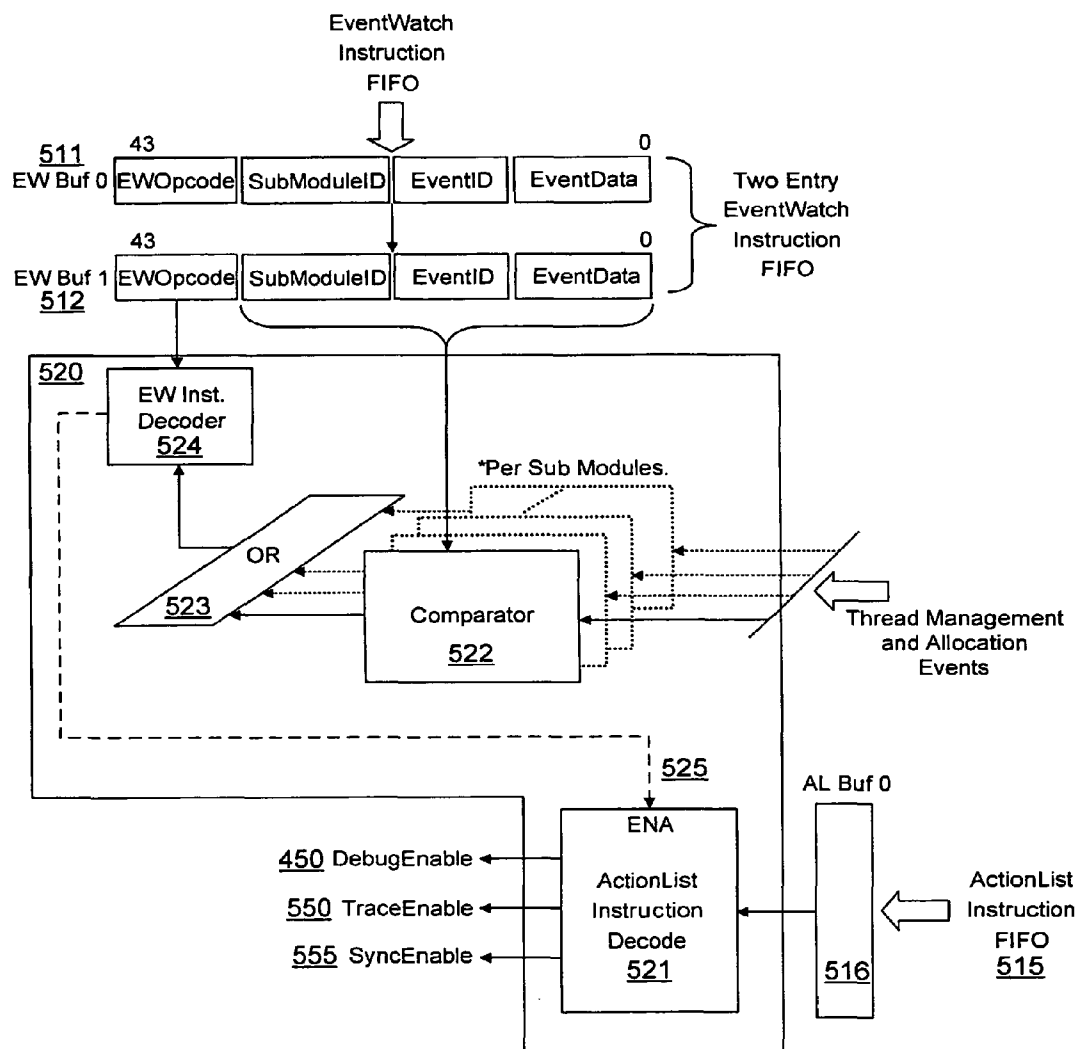 EventWatch
Instruction
FIFO
43
0
511
EW Buf 0
EWOpcode
SubModuleID
EventID
EventData
Two Entry
EventWatch
Instruction
FIFO
43
0
EW Buf 1
512
EWOpcode
SubModuleID
EventID
EventData
520
EW Inst.
Decoder
524
*Per Sub Modules.
OR
523
Comparator
522
Thread Management
and Allocation
Events
525
AL Buf 0
ENA
ActionList
Instruction
Decode
521
450 DebugEnable
550 TraceEnable
555 SyncEnable
516
ActionList
Instruction
FIFO
515